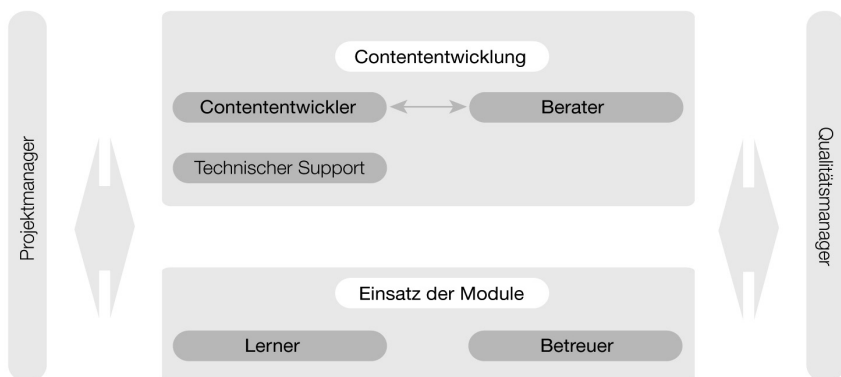 Projektmanager
Contententwicklung
Contententwickler
Berater
Technischer Support
Einsatz der Module
Lerner
Betreuer
Qualitätsmanager